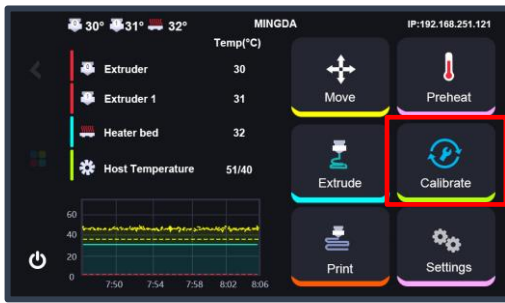 30° 31° 32° MINGDA IP:192.168.251.121
Temp(°C)
Extruder 30
Extruder 1 31
Heater bed 32
Host Temperature 51/40
Move
Preheat
Extrude
Calibrate
Print
Settings
60
40
20
0
7:50 7:54 7:58 8:02 8:06